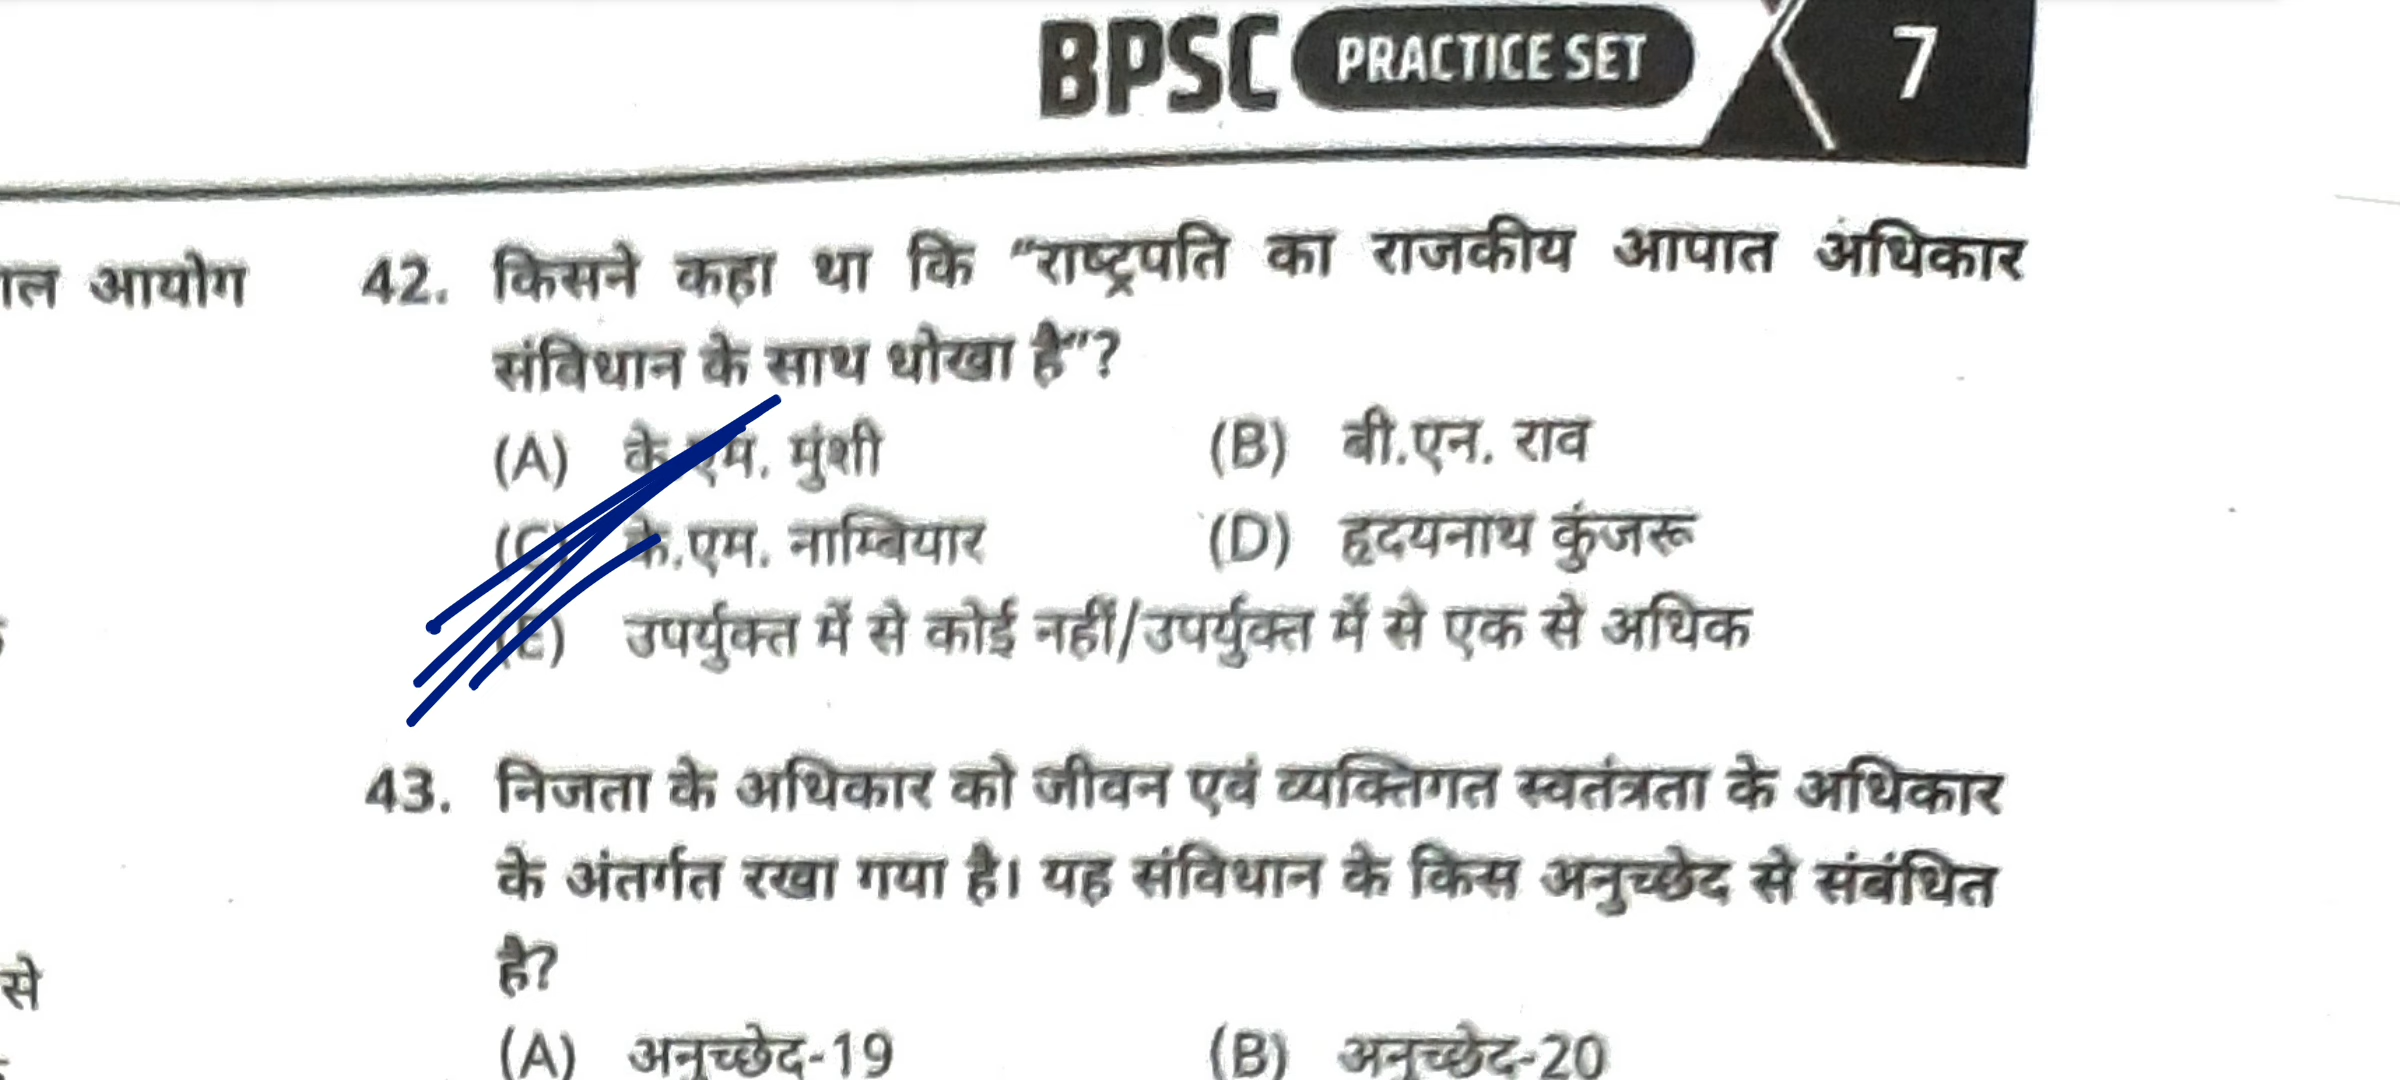 BPSC PRACTICE SET 7
आयोग
42. किसने कहा था कि "राष्ट्रपति का राजकीय आपात अधिकार
संविधान के साथ धोखा है"?
(A) के.एम. मुंशी (B) बी.एन. राव
(C) के.एम. नाम्बियार (D) हृदयनाथ कुंजरू
(E) उपर्युक्त में से कोई नहीं/उपर्युक्त में से एक से अधिक
43. निजता के अधिकार को जीवन एवं व्यक्तिगत स्वतंत्रता के अधिकार
के अंतर्गत रखा गया है। यह संविधान के किस अनुच्छेद से संबंधित
है?
से
(A) अनुच्छेद-19 (B) अनुच्छेद-20